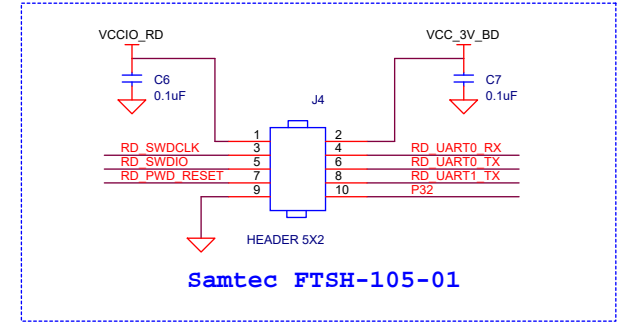 VCCIO_RD VCC_3V_BD
C6 C7
0.1uF 0.1uF
J4
1 2
RD_SWDCLK 3 4 RD_UART0_RX
RD_SWDIO 5 6 RD_UART0_TX
RD_PWD_RESET 7 8 RD_UART1_TX
9 10 P32
HEADER 5X2
Samtec FTSH-105-01